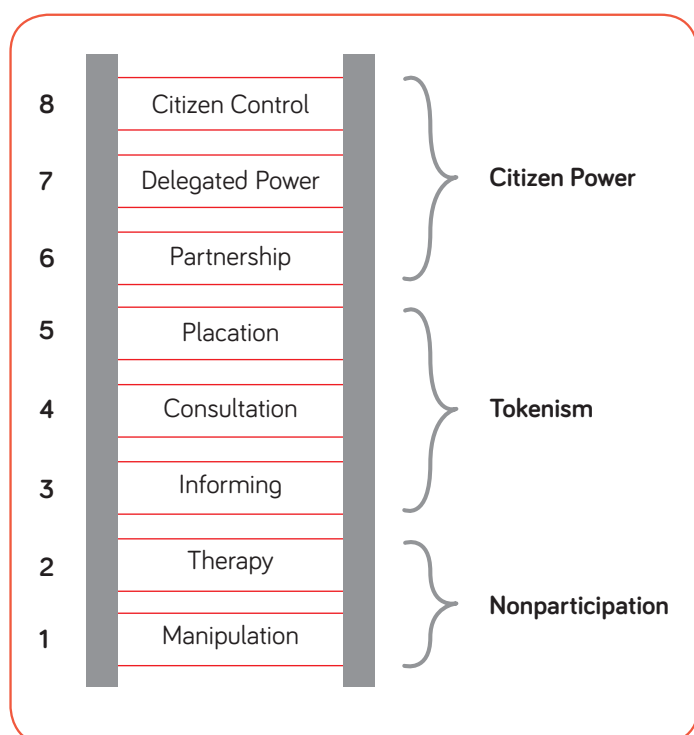 8 Citizen Control
7 Delegated Power Citizen Power
6 Partnership
5 Placation
4 Consultation Tokenism
3 Informing
2 Therapy
Nonparticipation
1 Manipulation